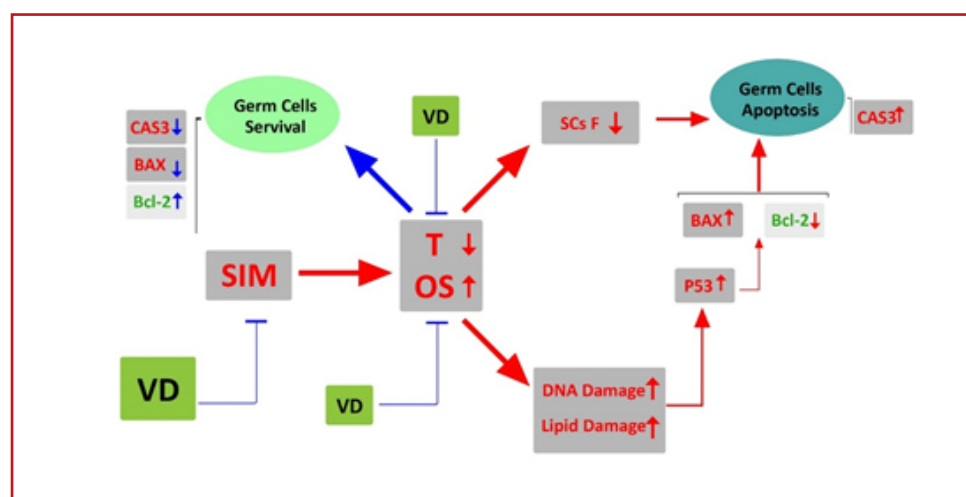 Germ Cells
Servival
CAS3↓
BAX ↓
Bcl-2↑
VD
SCs F ↓
Germ Cells
Apoptosis
CAS3↑
T ↓
OS ↑
SIM
BAX↑
Bcl-2↓
P53 ↑
VD
VD
DNA Damage↑
Lipid Damage↑